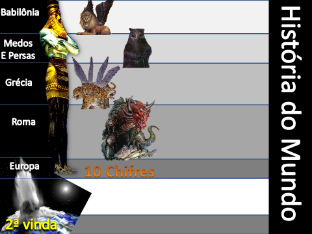 Babilônia
Medos
E Persas
Grécia
Roma
Europa
10 Chifres
2ª vinda
História do Mundo